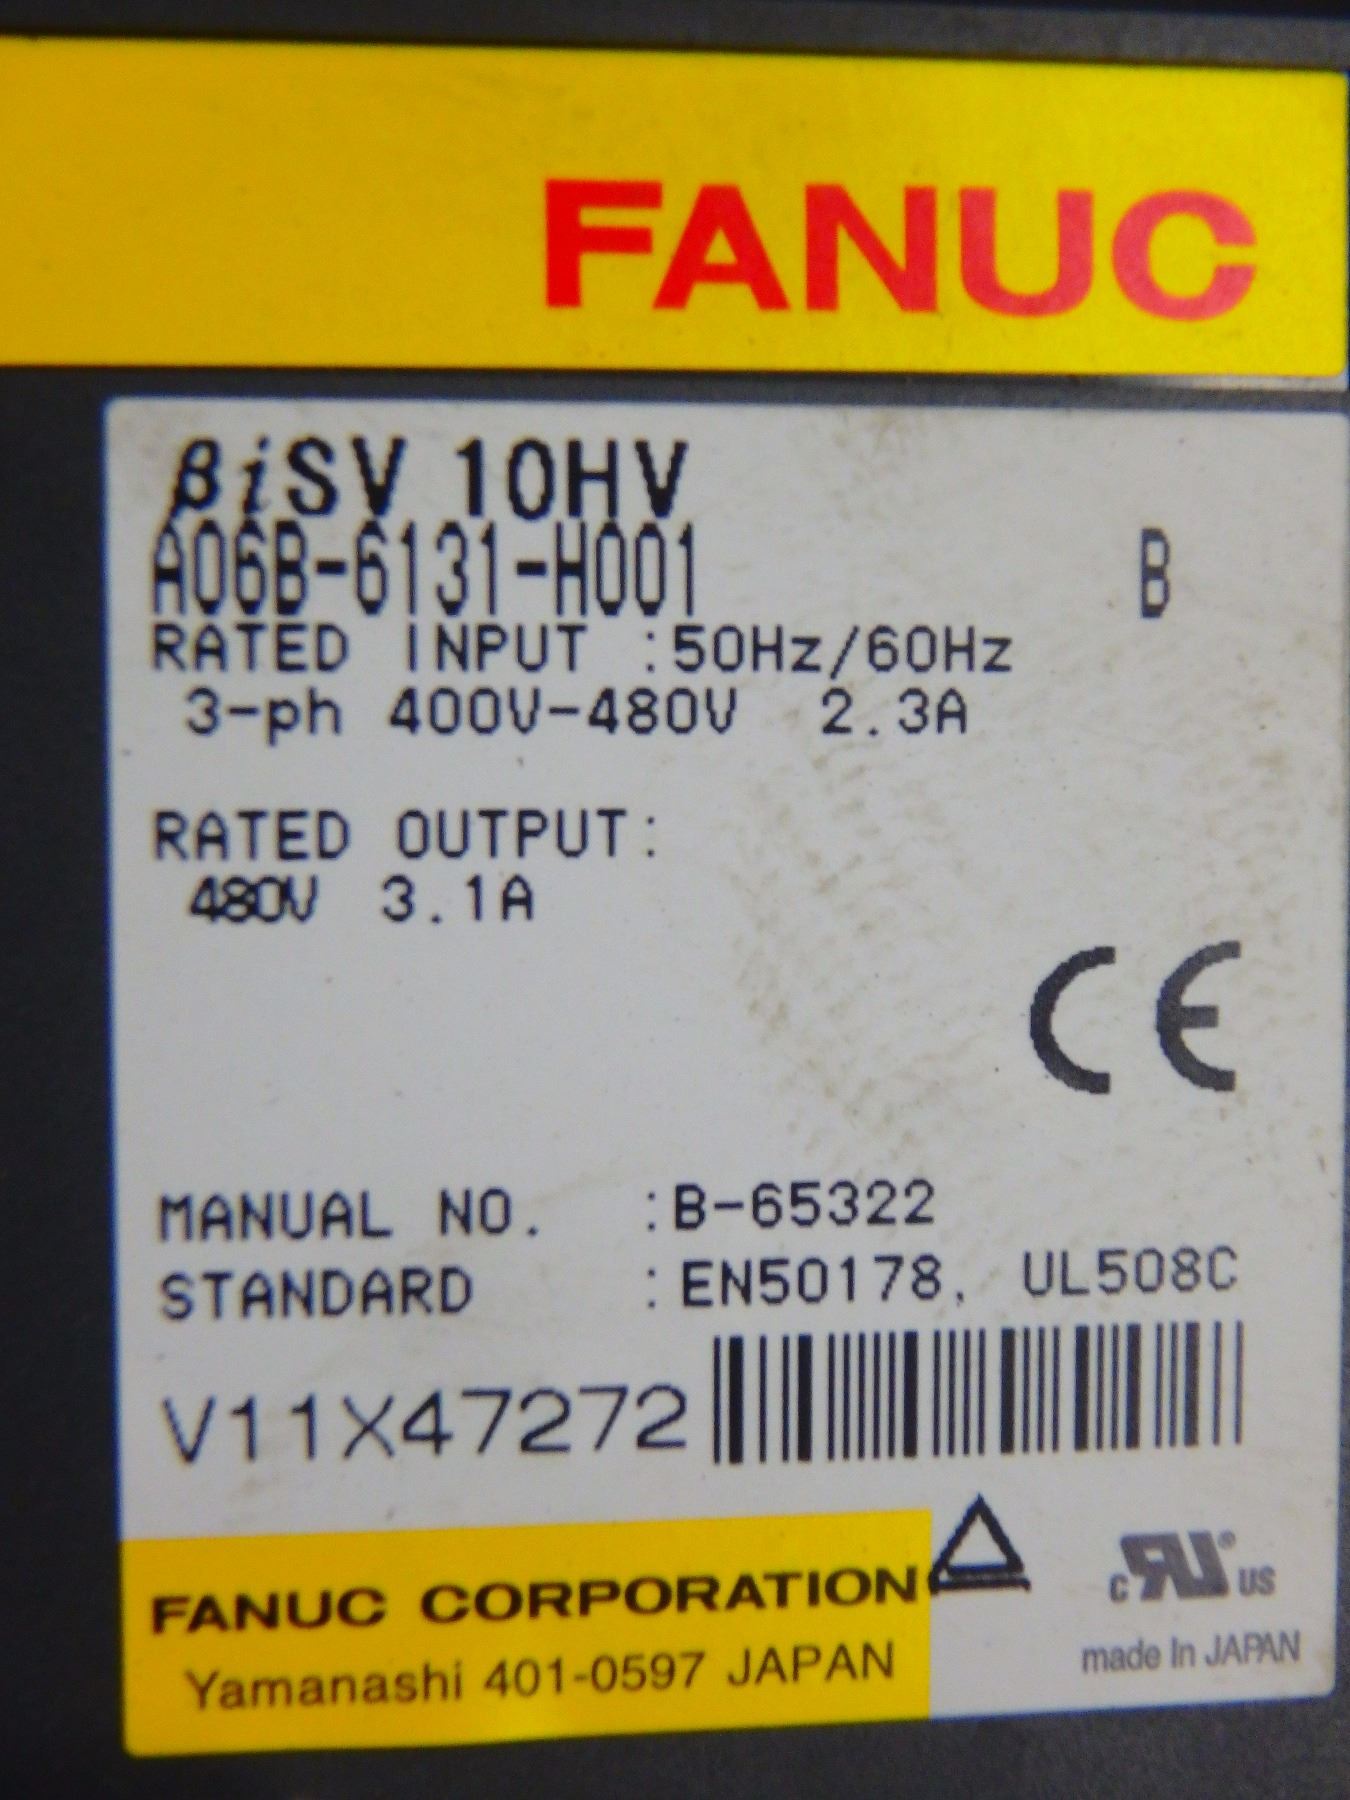 FANUC
βiSV 10HV
A06B-6131-H001 B
RATED INPUT :50Hz/60Hz
3-ph 400V-480V 2.3A
RATED OUTPUT:
480V 3.1A
CE
MANUAL NO. :B-65322
STANDARD :EN50178, UL508C
V11X47272
FANUC CORPORATION
Yamanashi 401-0597 JAPAN
c RU ® US
made In JAPAN